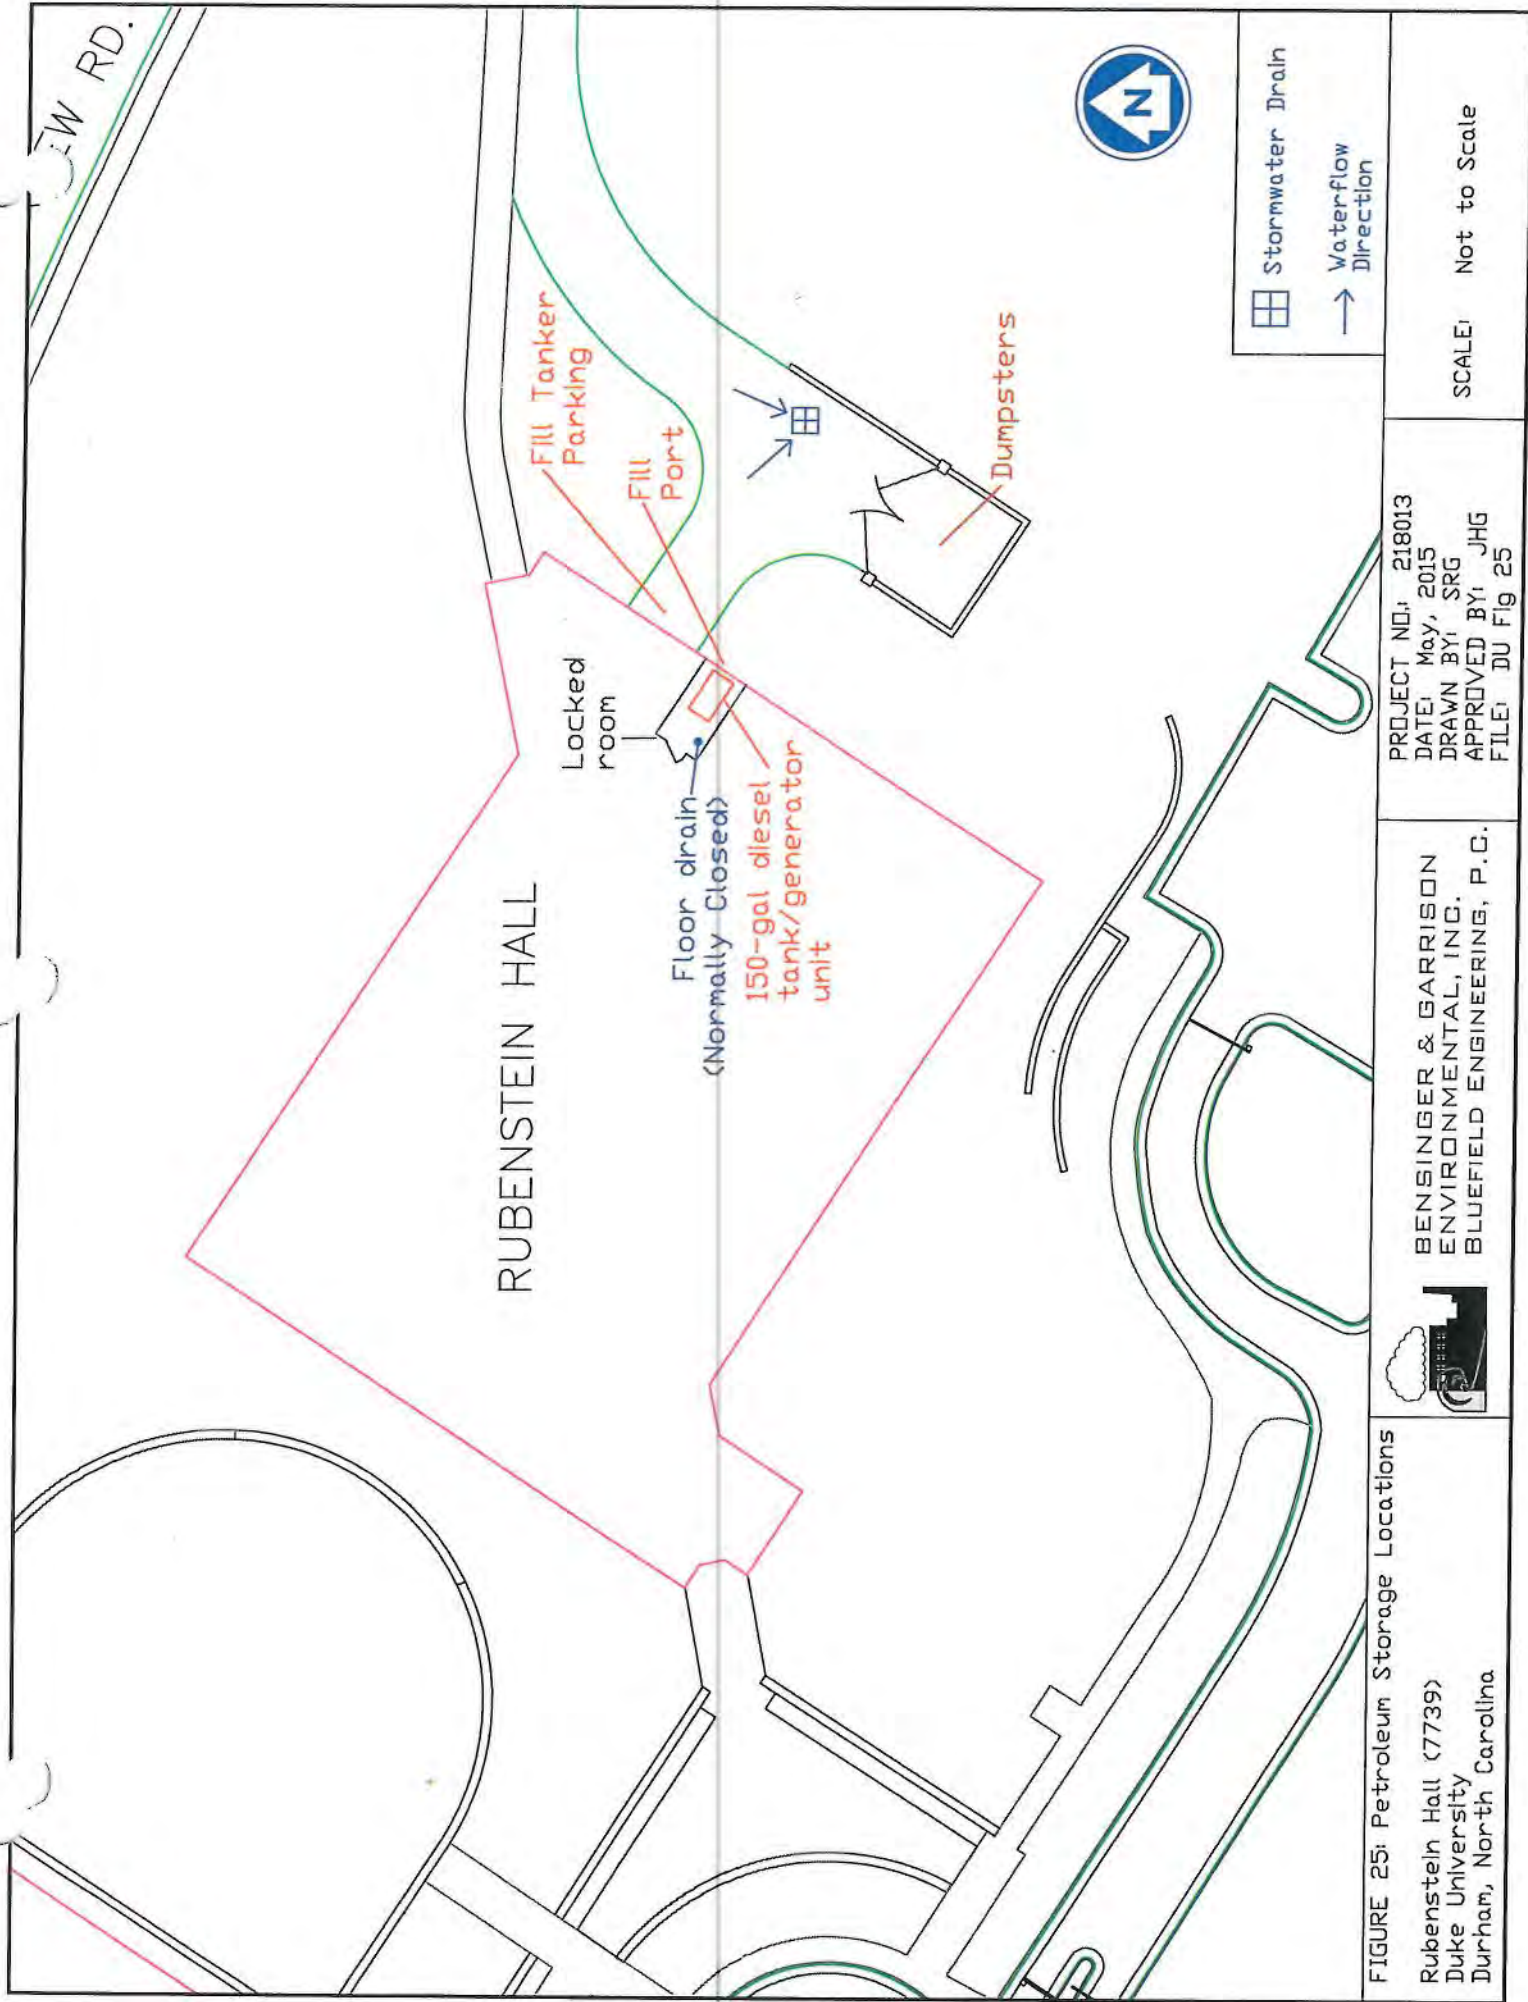 EW RD.
RUBENSTEIN HALL
Locked
room
Fill Tanker
Parking
Fill
Port
Floor drain
(Normally Closed)
150-gal diesel
tank/generator
unit
Dumpsters
N
Stormwater Drain
Waterflow
Direction
FIGURE 25: Petroleum Storage Locations
Rubenstein Hall (7739)
Duke University
Durham, North Carolina
BENSINGER & GARRISON
ENVIRONMENTAL, INC.
BLUEFIELD ENGINEERING, P.C.
PROJECT NO.: 218013
DATE: May, 2015
DRAWN BY: SRG
APPROVED BY: JHG
FILE: DU Fig 25
SCALE: Not to Scale